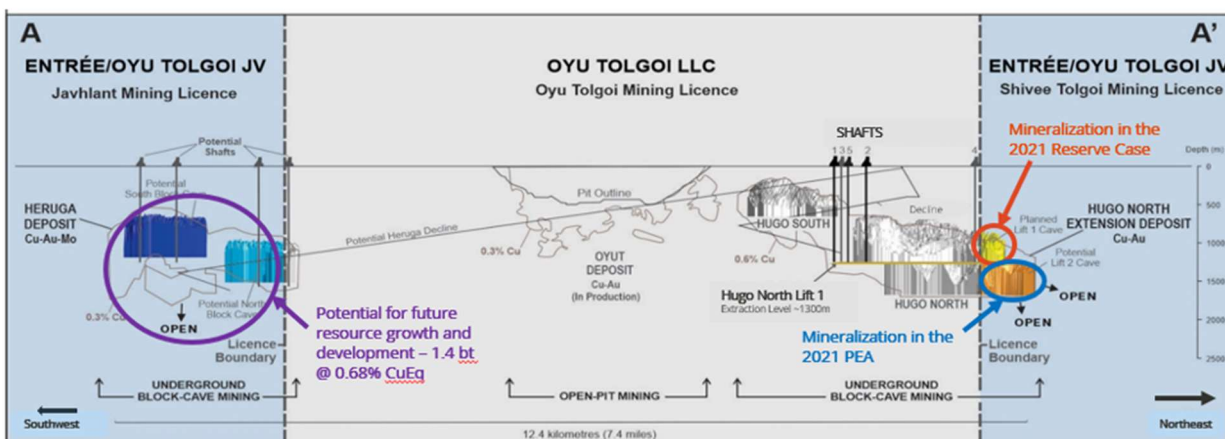 A
A'
ENTRÉE/OYU TOLGOI JV
Javhlant Mining Licence
OYU TOLGOI LLC
Oyu Tolgoi Mining Licence
ENTRÉE/OYU TOLGOI JV
Shivee Tolgoi Mining Licence
Potential
Shafts
SHAFTS
1 3 5 2 4
Mineralization in the
2021 Reserve Case
Depth (m)
0
500
1000
1500
2000
2500
Potential
South Block Cave
HERUGA
DEPOSIT
Cu-Au-Mo
Pit Outline
Potential Heruga Decline
0.3% Cu
OYUT
DEPOSIT
Cu-Au
(In Production)
HUGO SOUTH
0.6% Cu
Decline
Planned
Lift 1 Cave
HUGO NORTH
EXTENSION DEPOSIT
Cu-Au
Potential
Lift 2 Cave
Hugo North Lift 1
Extraction Level ~1300m
HUGO NORTH
OPEN
OPEN
0.3% Cu
Potential North
Block Cave
OPEN
Potential for future
resource growth and
development – 1.4 bt
@ 0.68% CuEq
Mineralization in the
2021 PEA
Licence
Boundary
Licence
Boundary
UNDERGROUND
BLOCK-CAVE MINING
OPEN-PIT MINING
UNDERGROUND
BLOCK-CAVE MINING
Southwest
Northeast
12.4 kilometres (7.4 miles)